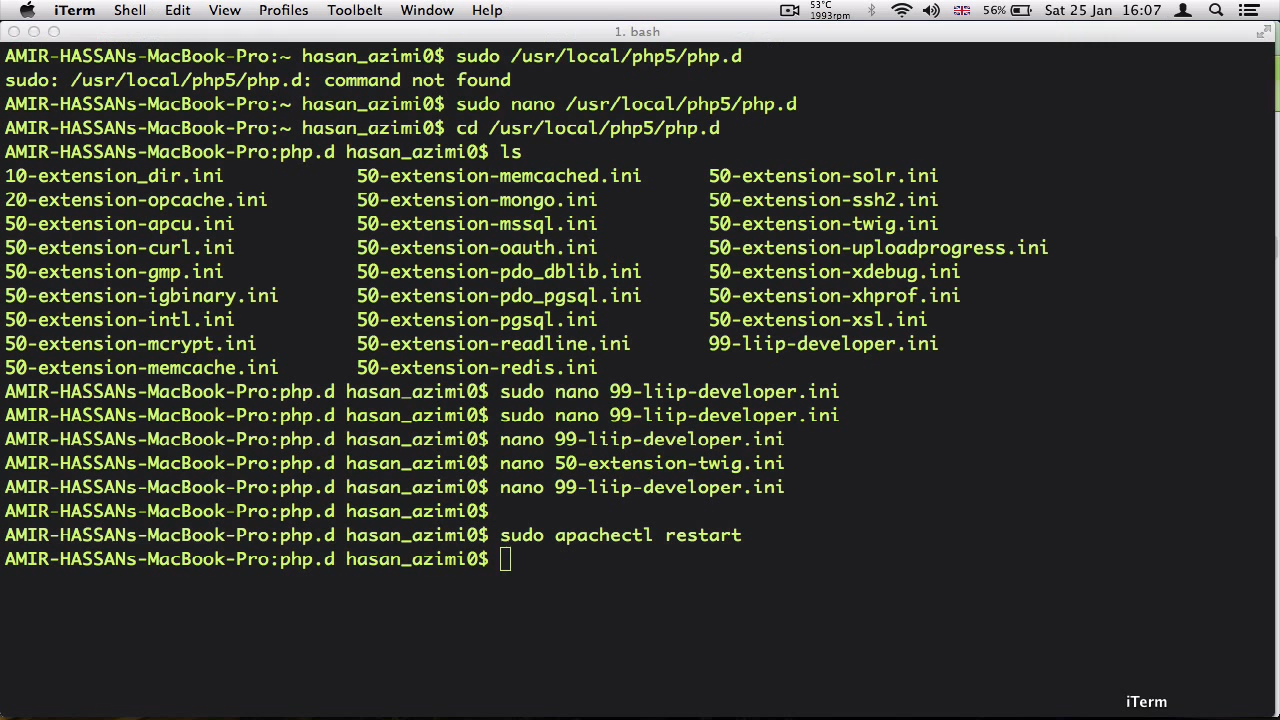 iTerm Shell Edit View Profiles Toolbelt Window Help 53°C 1993rpm 56% Sat 25 Jan 16:07
1. bash
AMIR-HASSANs-MacBook-Pro:~ hasan_azimi0$ sudo /usr/local/php5/php.d
sudo: /usr/local/php5/php.d: command not found
AMIR-HASSANs-MacBook-Pro:~ hasan_azimi0$ sudo nano /usr/local/php5/php.d
AMIR-HASSANs-MacBook-Pro:~ hasan_azimi0$ cd /usr/local/php5/php.d
AMIR-HASSANs-MacBook-Pro:php.d hasan_azimi0$ ls
10-extension_dir.ini 50-extension-memcached.ini 50-extension-solr.ini
20-extension-opcache.ini 50-extension-mongo.ini 50-extension-ssh2.ini
50-extension-apcu.ini 50-extension-mssql.ini 50-extension-twig.ini
50-extension-curl.ini 50-extension-oauth.ini 50-extension-uploadprogress.ini
50-extension-gmp.ini 50-extension-pdo_dblib.ini 50-extension-xdebug.ini
50-extension-igbinary.ini 50-extension-pdo_pgsql.ini 50-extension-xhprof.ini
50-extension-intl.ini 50-extension-pgsql.ini 50-extension-xsl.ini
50-extension-mcrypt.ini 50-extension-readline.ini 99-liip-developer.ini
50-extension-memcache.ini 50-extension-redis.ini
AMIR-HASSANs-MacBook-Pro:php.d hasan_azimi0$ sudo nano 99-liip-developer.ini
AMIR-HASSANs-MacBook-Pro:php.d hasan_azimi0$ sudo nano 99-liip-developer.ini
AMIR-HASSANs-MacBook-Pro:php.d hasan_azimi0$ nano 99-liip-developer.ini
AMIR-HASSANs-MacBook-Pro:php.d hasan_azimi0$ nano 50-extension-twig.ini
AMIR-HASSANs-MacBook-Pro:php.d hasan_azimi0$ nano 99-liip-developer.ini
AMIR-HASSANs-MacBook-Pro:php.d hasan_azimi0$
AMIR-HASSANs-MacBook-Pro:php.d hasan_azimi0$ sudo apachectl restart
AMIR-HASSANs-MacBook-Pro:php.d hasan_azimi0$
iTerm